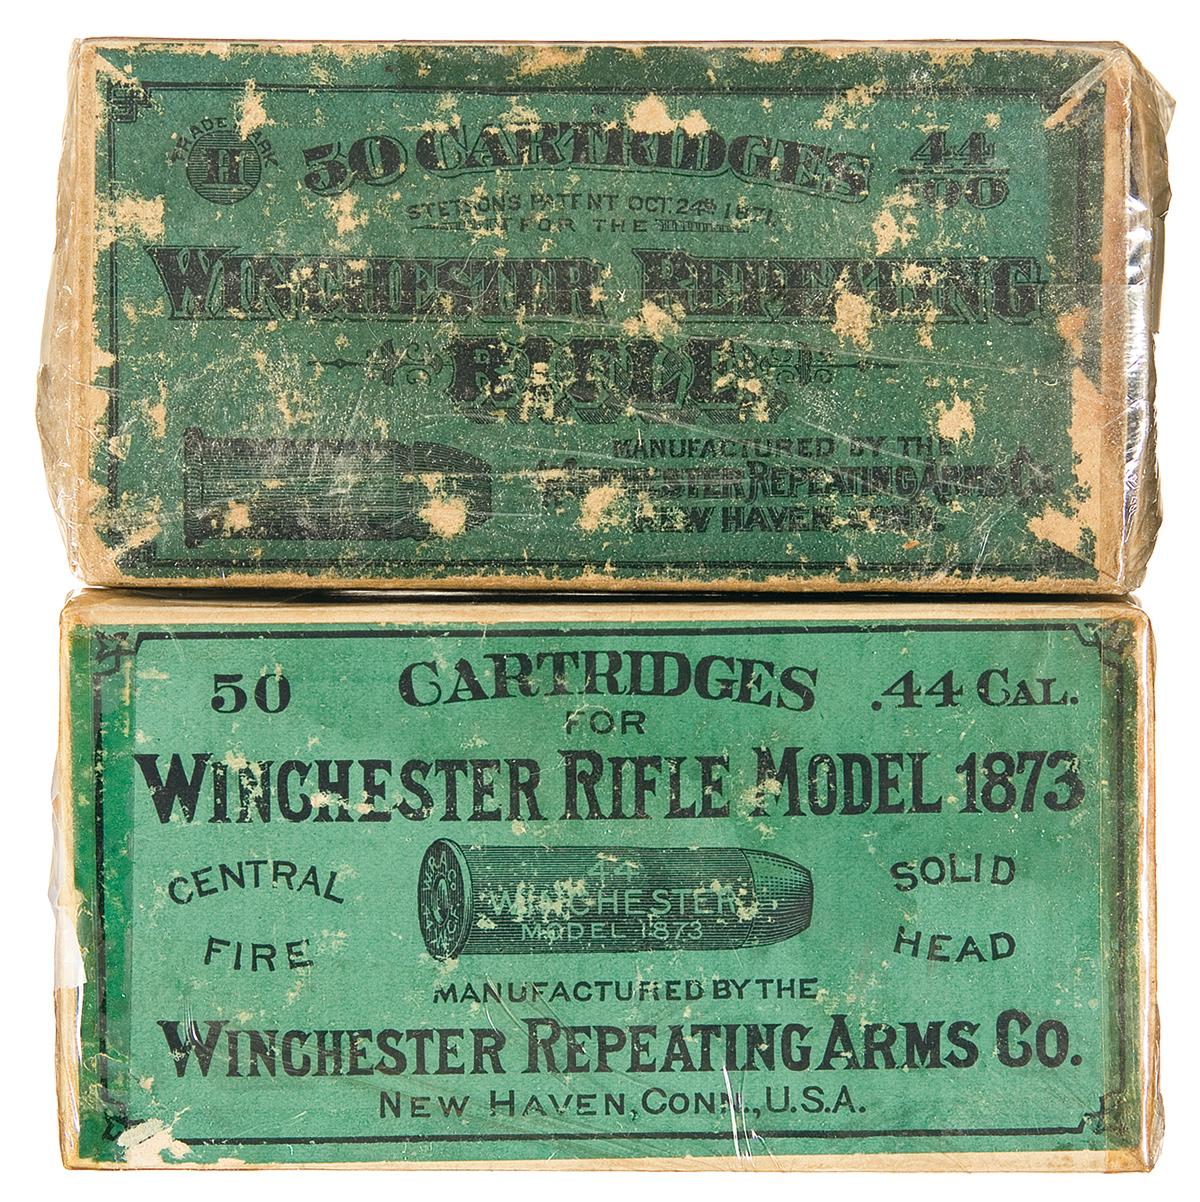 TRADE MARK
H
50 CARTRIDGES
44
100
STETSONS PATENT OCT. 24th 1871.
FOR THE
WINCHESTER REPEATING
RIFLE,
MANUFACTURED BY THE
WINCHESTER REPEATING ARMS Co.
NEW HAVEN, CONN.
50 CARTRIDGES .44 CAL.
FOR
WINCHESTER RIFLE MODEL 1873
CENTRAL FIRE
W.R.A.
44
WINCHESTER
MODEL 1873
SOLID HEAD
MANUFACTURED BY THE
WINCHESTER REPEATING ARMS CO.
NEW HAVEN, CONN., U.S.A.